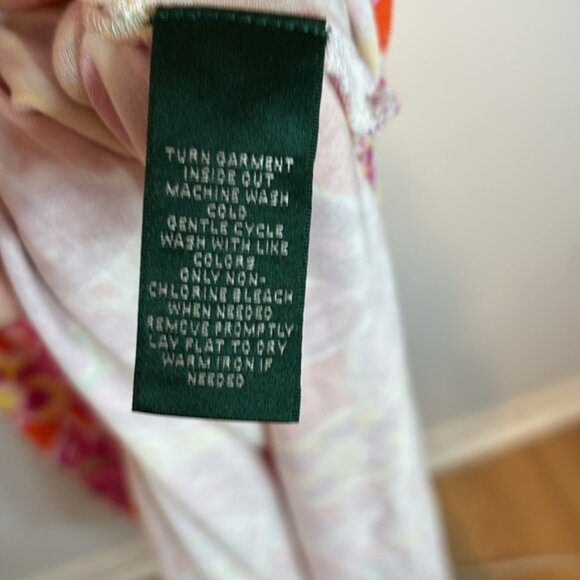 TURN GARMENT
INSIDE OUT
MACHINE WASH
COLD
GENTLE CYCLE
WASH WITH LIKE
COLORS
ONLY NON-
CHLORINE BLEACH
WHEN NEEDED
REMOVE PROMPTLY
LAY FLAT TO DRY
WARM IRON IF
NEEDED